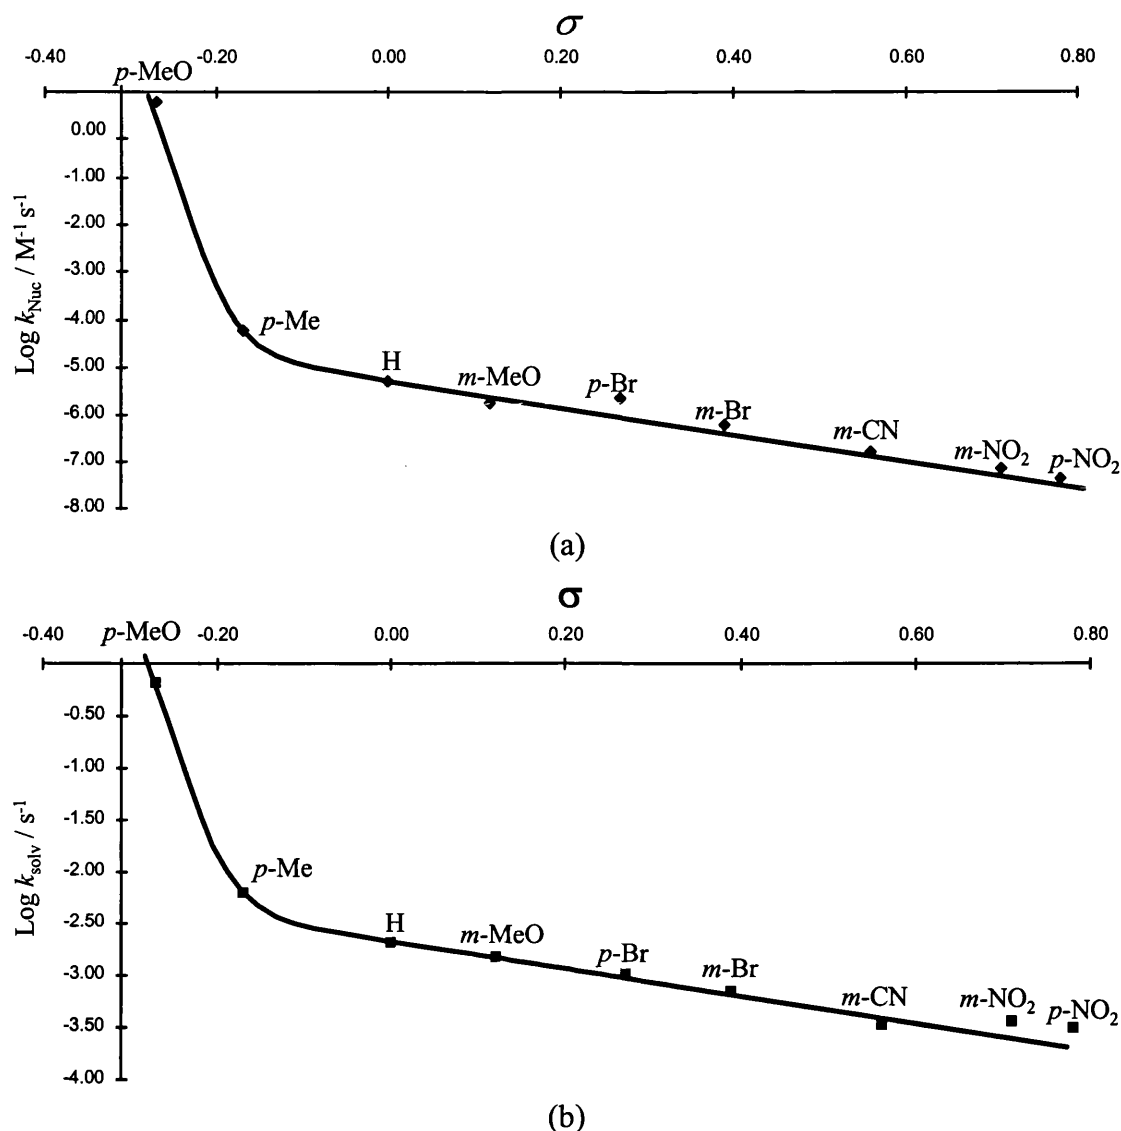 σ
-0.40 -0.20 0.00 0.20 0.40 0.60 0.80
p-MeO
0.00
-1.00
-2.00
-3.00
-4.00
-5.00
-6.00
-7.00
-8.00
Log k_Nuc / M⁻¹ s⁻¹
p-Me
H
m-MeO
p-Br
m-Br
m-CN
m-NO₂
p-NO₂
(a)
σ
-0.40 p-MeO -0.20 0.00 0.20 0.40 0.60 0.80
-0.50
-1.00
-1.50
-2.00
-2.50
-3.00
-3.50
-4.00
Log k_solv / s⁻¹
p-Me
H
m-MeO
p-Br
m-Br
m-CN
m-NO₂
p-NO₂
(b)